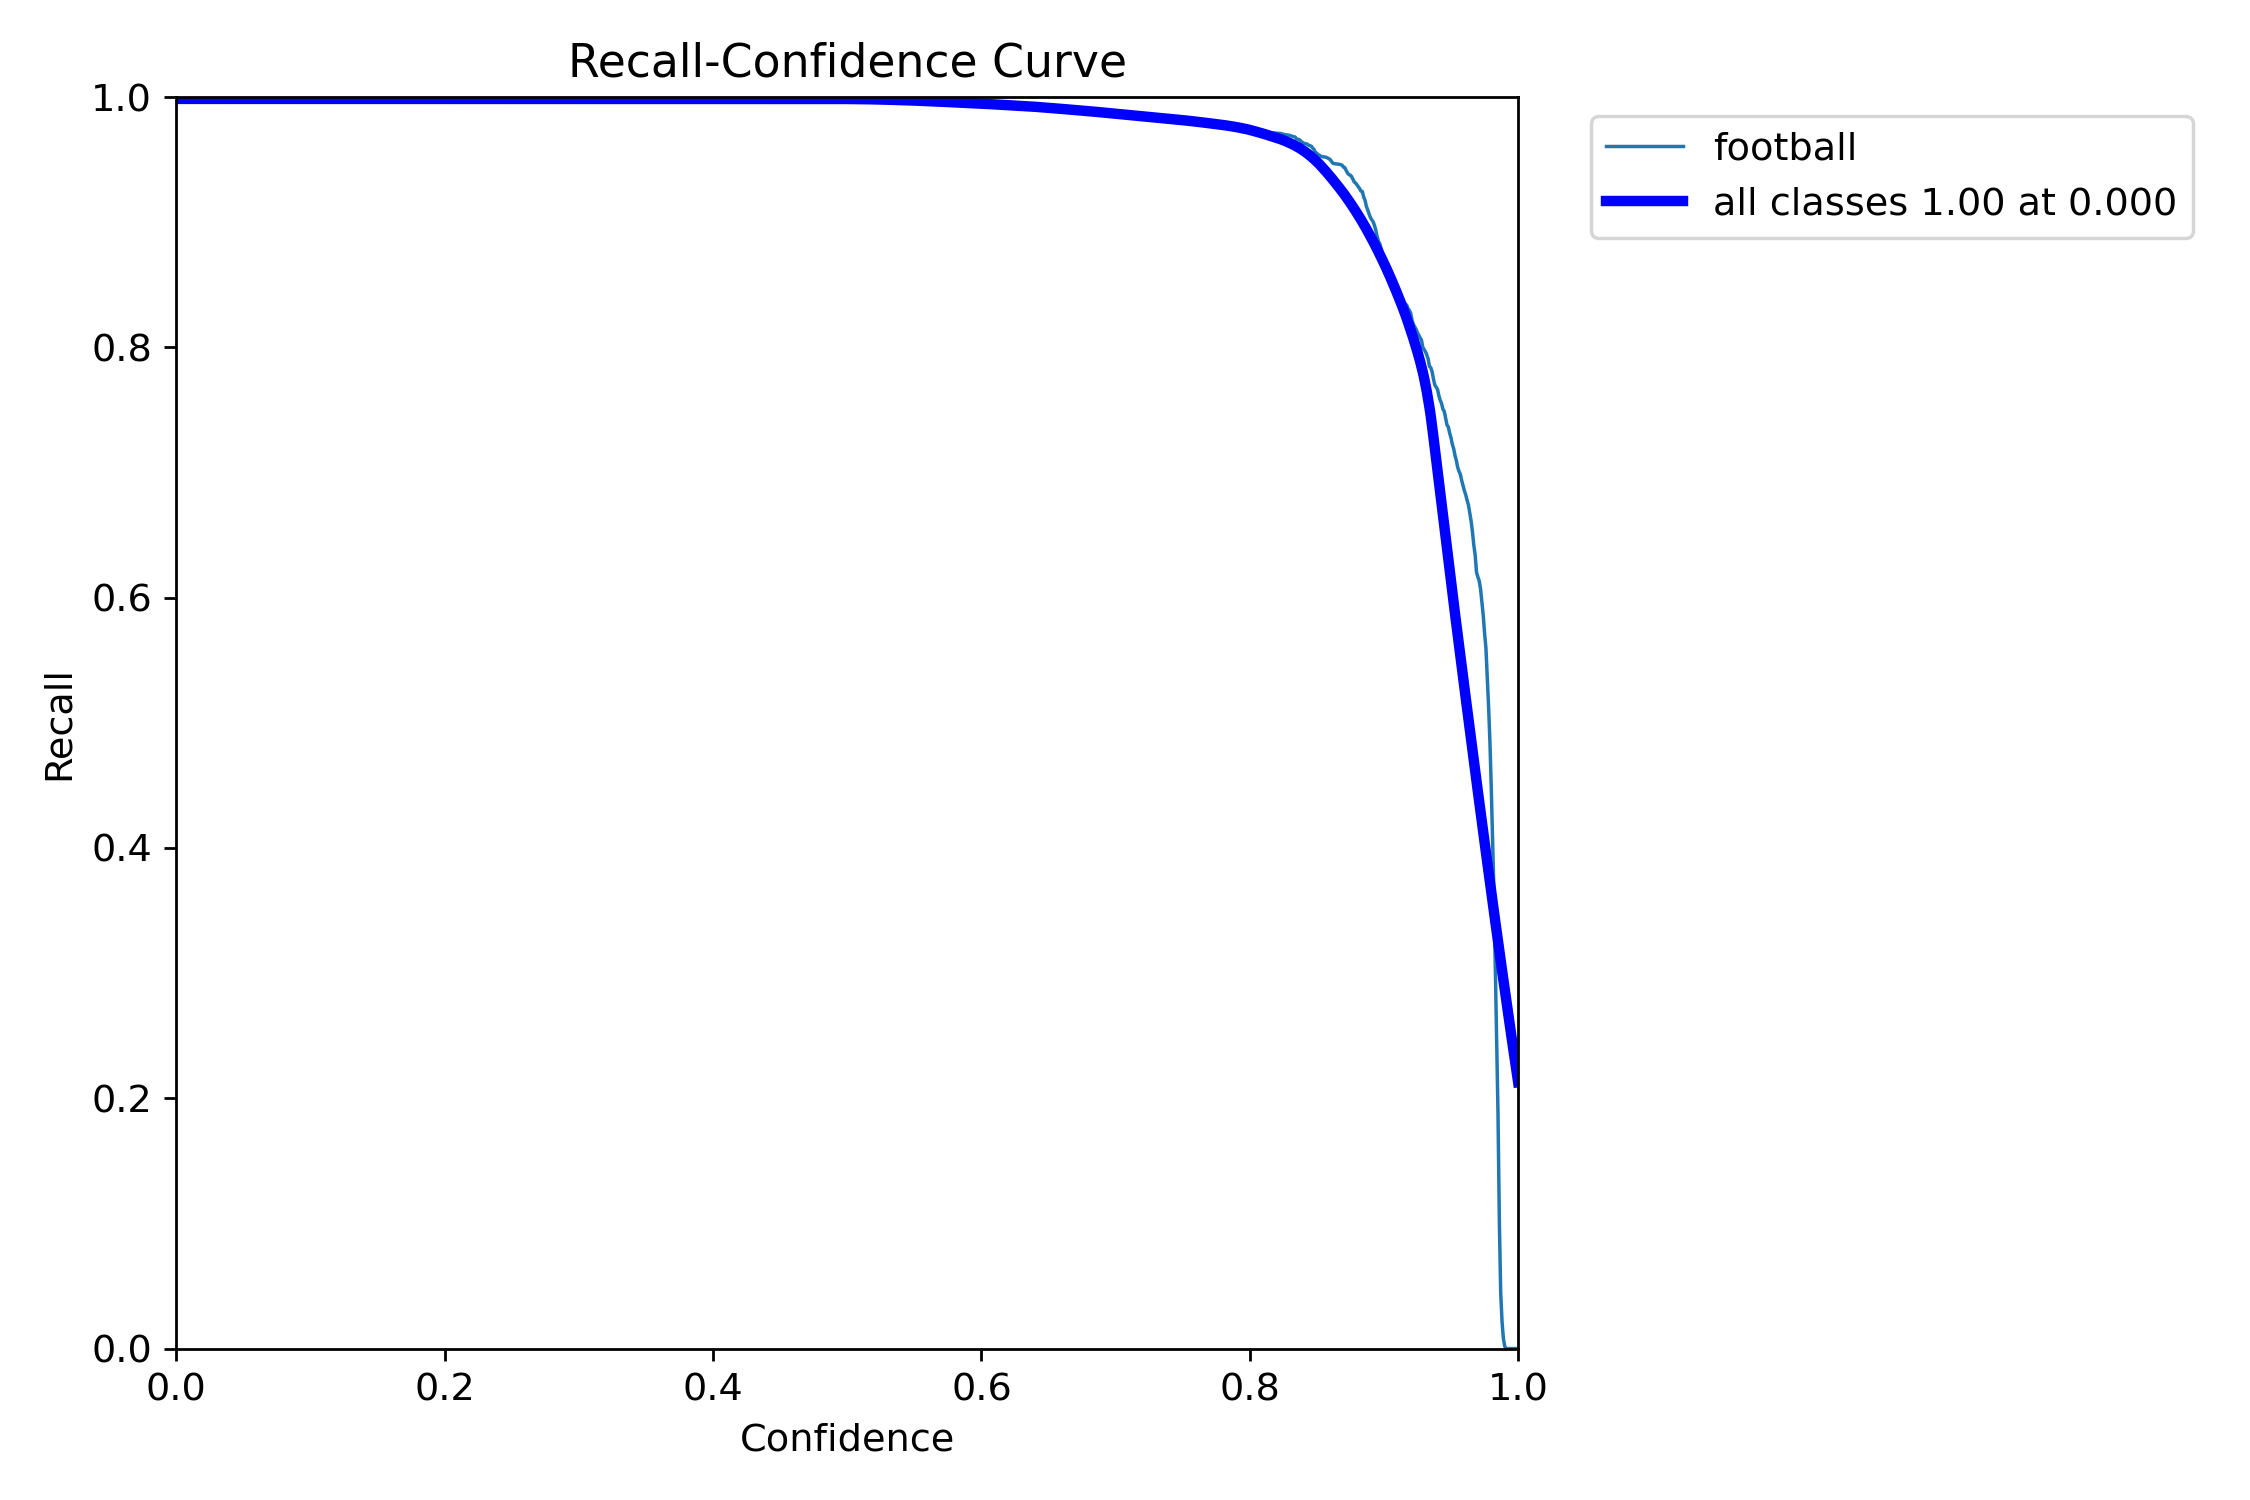 Recall-Confidence Curve
1.0
0.8
0.6
0.4
0.2
0.0
Recall
0.0 0.2 0.4 0.6 0.8 1.0
Confidence
football
all classes 1.00 at 0.000